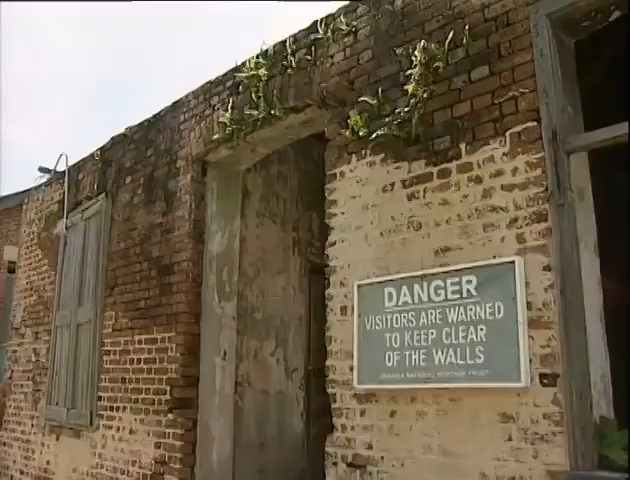 DANGER
VISITORS ARE WARNED
TO KEEP CLEAR
OF THE WALLS
JAMAICA NATIONAL HERITAGE TRUST